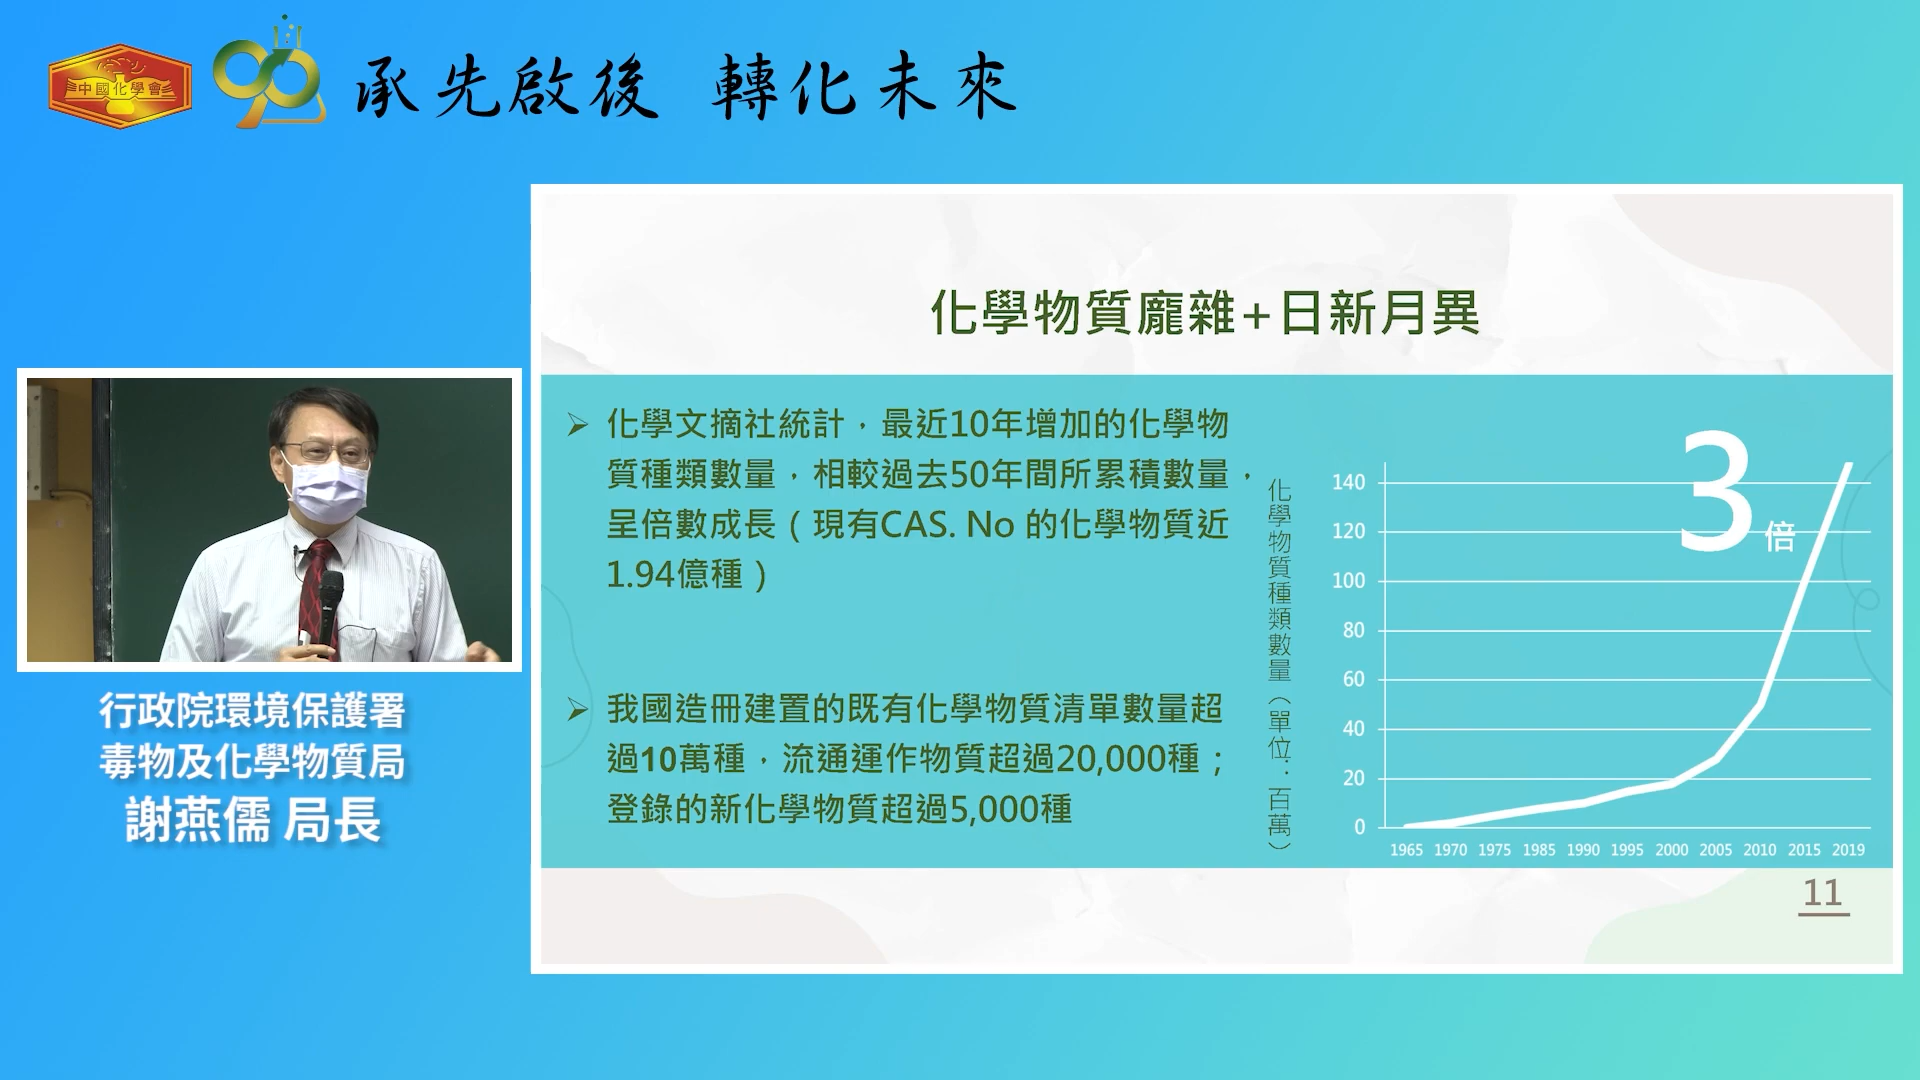 中國化學會
90
承先啟後 轉化未來
化學物質龐雜+日新月異
化學文摘社統計，最近10年增加的化學物
質種類數量，相較過去50年間所累積數量，
呈倍數成長（現有CAS. No 的化學物質近
1.94億種）
我國造冊建置的既有化學物質清單數量超
過10萬種，流通運作物質超過20,000種；
登錄的新化學物質超過5,000種
化學物質種類數量（單位：百萬）
3倍
140
120
100
80
60
40
20
0
1965 1970 1975 1985 1990 1995 2000 2005 2010 2015 2019
11
行政院環境保護署
毒物及化學物質局
謝燕儒 局長